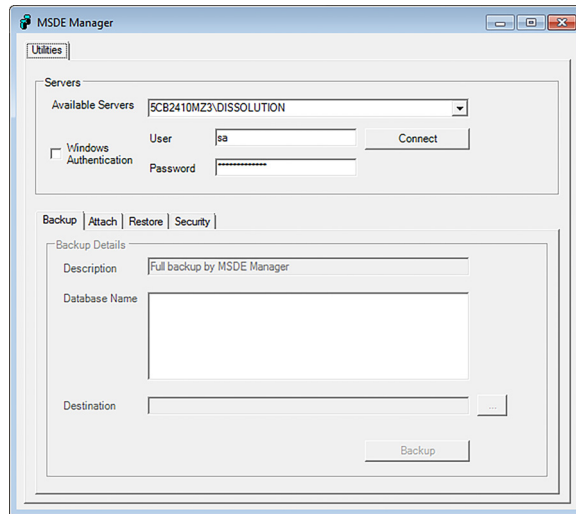 MSDE Manager
Utilities
Servers
Available Servers 5CB2410MZ3\DISSOLUTION
User sa Connect
Windows Authentication
Password *************
Backup Attach Restore Security
Backup Details
Description Full backup by MSDE Manager
Database Name
Destination ...
Backup